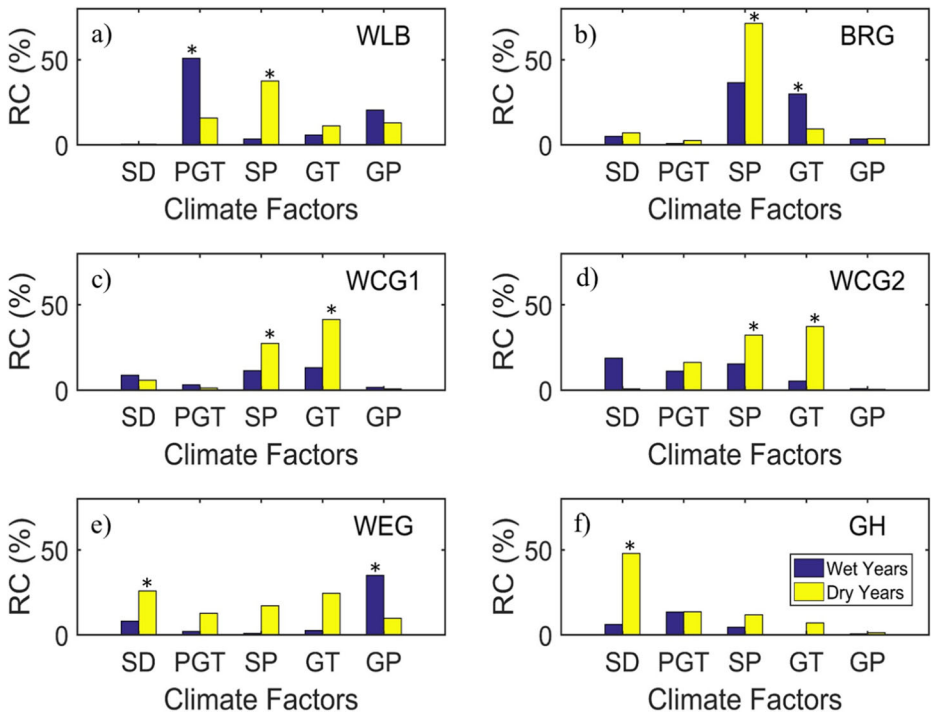 a) WLB
*
*
RC (%)
50
0
SD PGT SP GT GP
Climate Factors
b) BRG
*
*
RC (%)
50
0
SD PGT SP GT GP
Climate Factors
c) WCG1
*
*
RC (%)
50
0
SD PGT SP GT GP
Climate Factors
d) WCG2
*
*
RC (%)
50
0
SD PGT SP GT GP
Climate Factors
e) WEG
*
*
RC (%)
50
0
SD PGT SP GT GP
Climate Factors
f) GH
*
RC (%)
50
0
Wet Years
Dry Years
SD PGT SP GT GP
Climate Factors